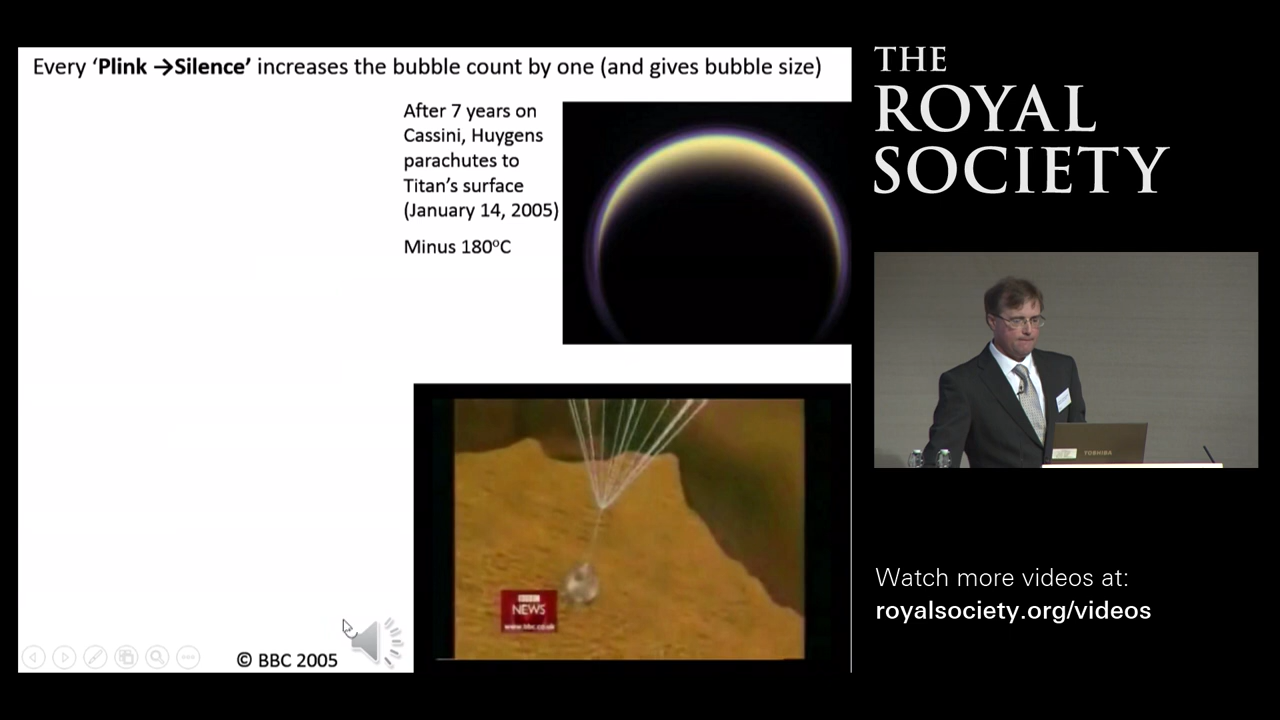 Every ‘Plink →Silence’ increases the bubble count by one (and gives bubble size)
After 7 years on
Cassini, Huygens
parachutes to
Titan’s surface
(January 14, 2005)
Minus 180°C
BBC
NEWS
www.bbc.co.uk
© BBC 2005
THE
ROYAL
SOCIETY
TOSHIBA
Watch more videos at:
royalsociety.org/videos